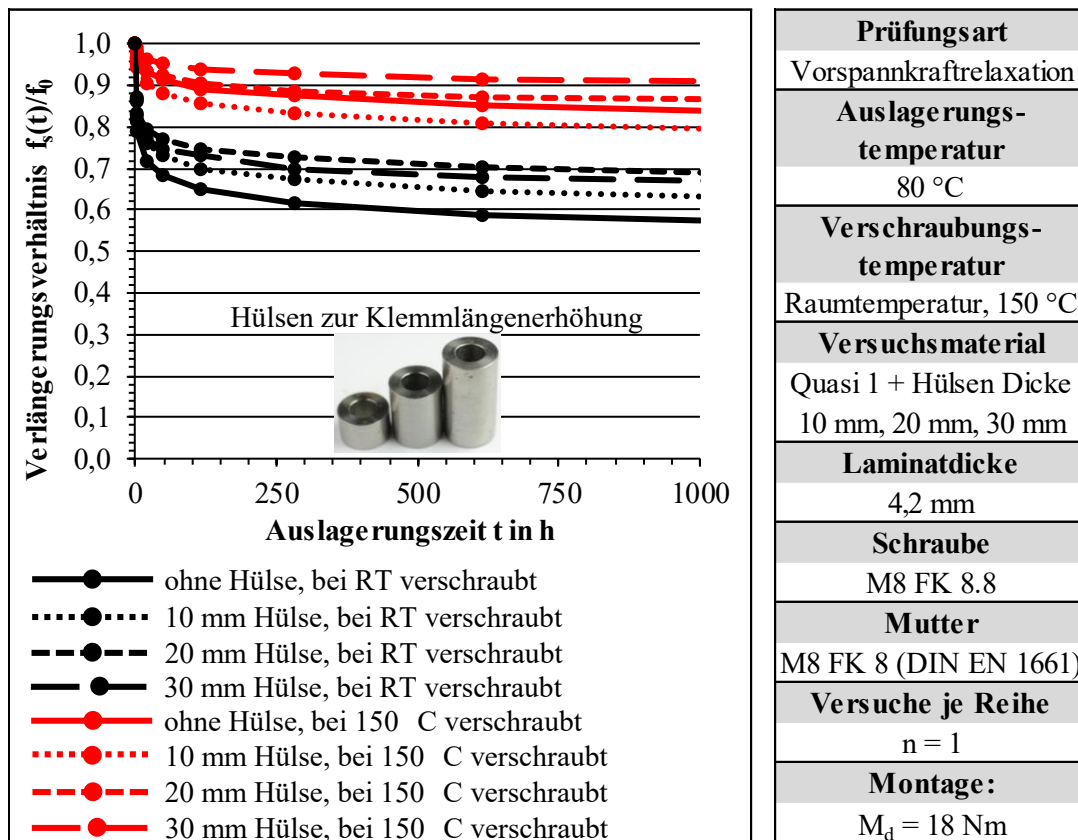 Verlängerungsverhältnis fs(t)/f0
1,0
0,9
0,8
0,7
0,6
0,5
0,4
0,3
0,2
0,1
0,0
Hülsen zur Klemmlängenerhöhung
0
250
500
750
1000
Auslagerungszeit t in h
ohne Hülse, bei RT verschraubt
10 mm Hülse, bei RT verschraubt
20 mm Hülse, bei RT verschraubt
30 mm Hülse, bei RT verschraubt
ohne Hülse, bei 150 C verschraubt
10 mm Hülse, bei 150 C verschraubt
20 mm Hülse, bei 150 C verschraubt
30 mm Hülse, bei 150 C verschraubt
Prüfungsart
Vorspannkraftrelaxation
Auslagerungs-
temperatur
80 °C
Verschraubungs-
temperatur
Raumtemperatur, 150 °C
Versuchsmaterial
Quasi 1 + Hülsen Dicke
10 mm, 20 mm, 30 mm
Laminatdicke
4,2 mm
Schraube
M8 FK 8.8
Mutter
M8 FK 8 (DIN EN 1661)
Versuche je Reihe
n = 1
Montage:
Md = 18 Nm